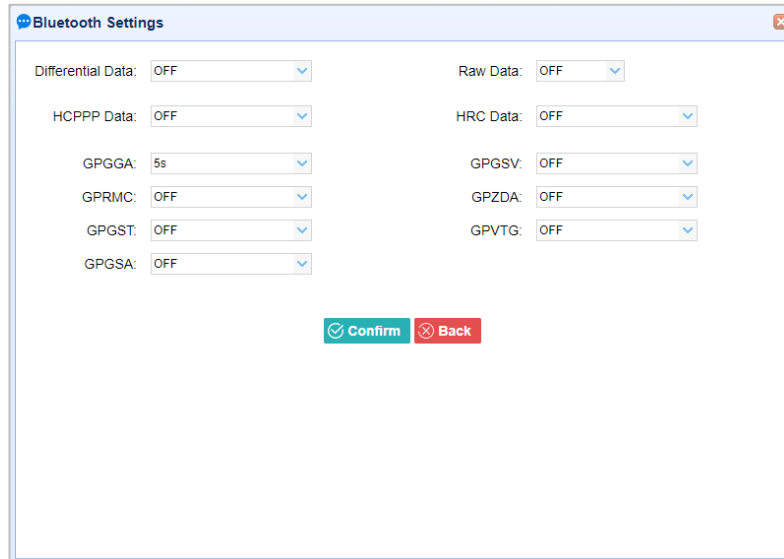 Bluetooth Settings
Differential Data: OFF Raw Data: OFF
HCPPP Data: OFF HRC Data: OFF
GPGGA: 5s GPGSV: OFF
GPRMC: OFF GPZDA: OFF
GPGST: OFF GPVTG: OFF
GPGSA: OFF
Confirm Back